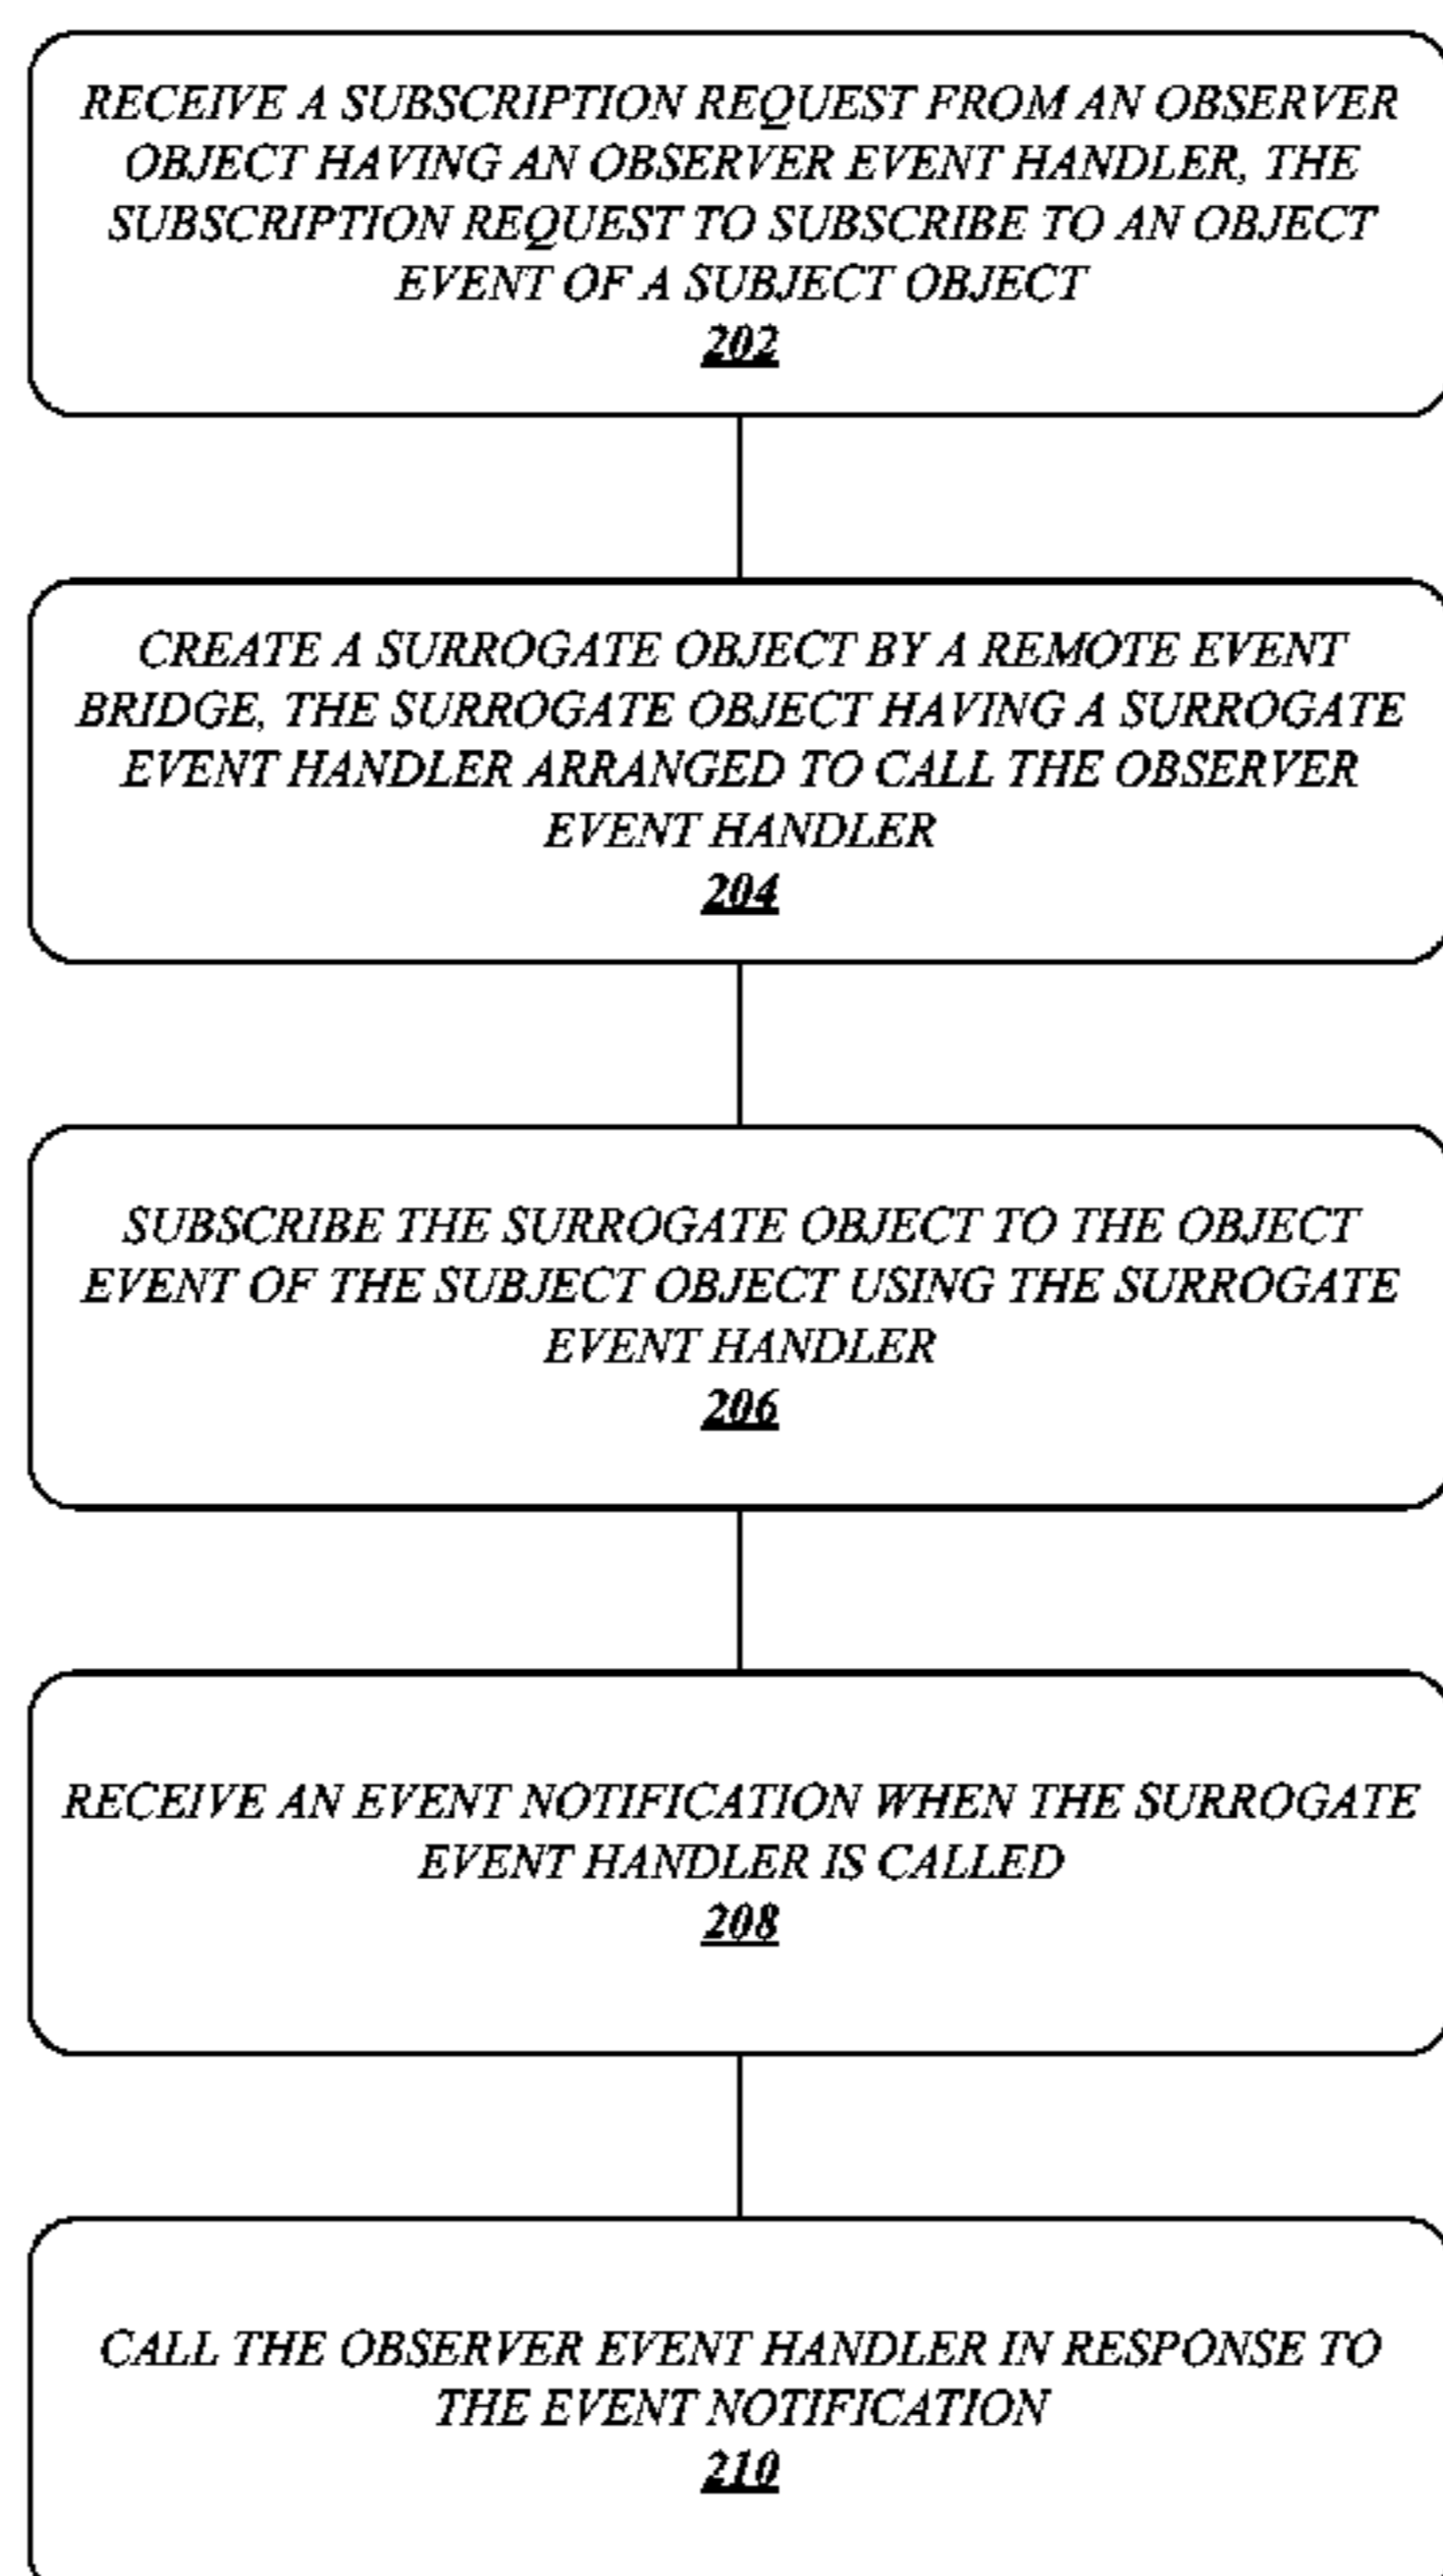 RECEIVE A SUBSCRIPTION REQUEST FROM AN OBSERVER
OBJECT HAVING AN OBSERVER EVENT HANDLER, THE
SUBSCRIPTION REQUEST TO SUBSCRIBE TO AN OBJECT
EVENT OF A SUBJECT OBJECT
202
CREATE A SURROGATE OBJECT BY A REMOTE EVENT
BRIDGE, THE SURROGATE OBJECT HAVING A SURROGATE
EVENT HANDLER ARRANGED TO CALL THE OBSERVER
EVENT HANDLER
204
SUBSCRIBE THE SURROGATE OBJECT TO THE OBJECT
EVENT OF THE SUBJECT OBJECT USING THE SURROGATE
EVENT HANDLER
206
RECEIVE AN EVENT NOTIFICATION WHEN THE SURROGATE
EVENT HANDLER IS CALLED
208
CALL THE OBSERVER EVENT HANDLER IN RESPONSE TO
THE EVENT NOTIFICATION
210